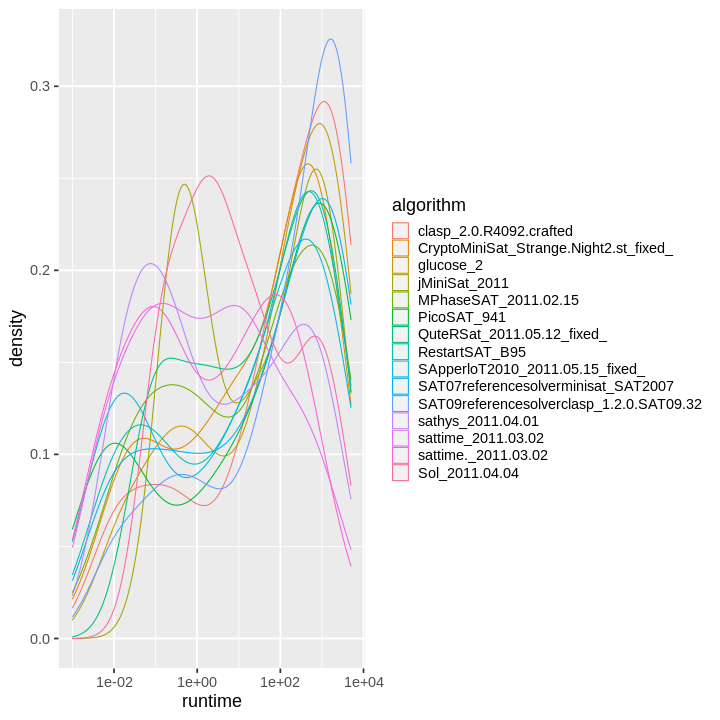 0.3
0.2
0.1
0.0
density
1e-02
1e+00
1e+02
1e+04
runtime
algorithm
clasp_2.0.R4092.crafted
CryptoMiniSat_Strange.Night2.st_fixed_
glucose_2
jMiniSat_2011
MPhaseSAT_2011.02.15
PicoSAT_941
QuteRSat_2011.05.12_fixed_
RestartSAT_B95
SApperloT2010_2011.05.15_fixed_
SAT07referencesolverminisat_SAT2007
SAT09referencesolverclasp_1.2.0.SAT09.32
sathys_2011.04.01
sattime_2011.03.02
sattime._2011.03.02
Sol_2011.04.04